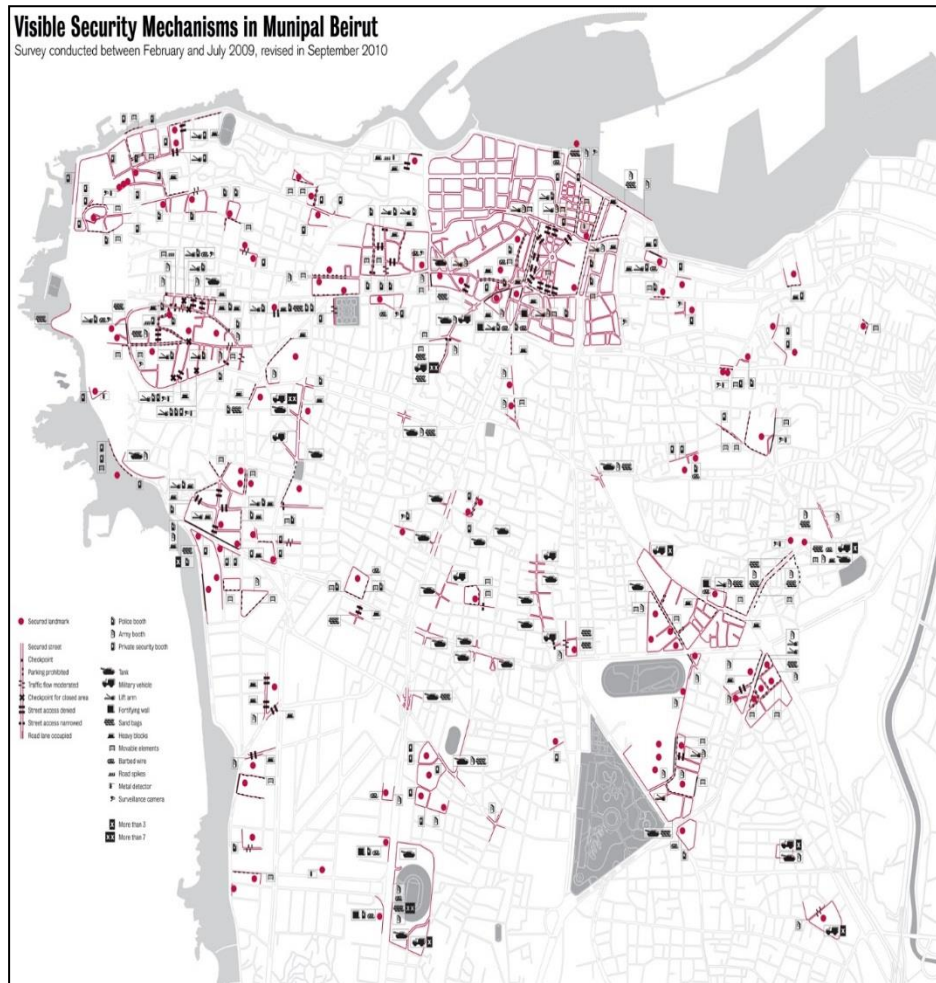 Visible Security Mechanisms in Munipal Beirut
Survey conducted between February and July 2009, revised in September 2010
Secured landmark
Secured street
Checkpoint
Parking prohibited
Traffic flow moderated
Checkpoint for closed area
Street access denied
Street access narrowed
Road lane occupied
Police booth
Army booth
Private security booth
Tank
Military vehicle
Lift arm
Fortifying wall
Sand bags
Heavy blocks
Movable elements
Barbed wire
Road spikes
Metal detector
Surveillance camera
X More than 3
XX More than 7